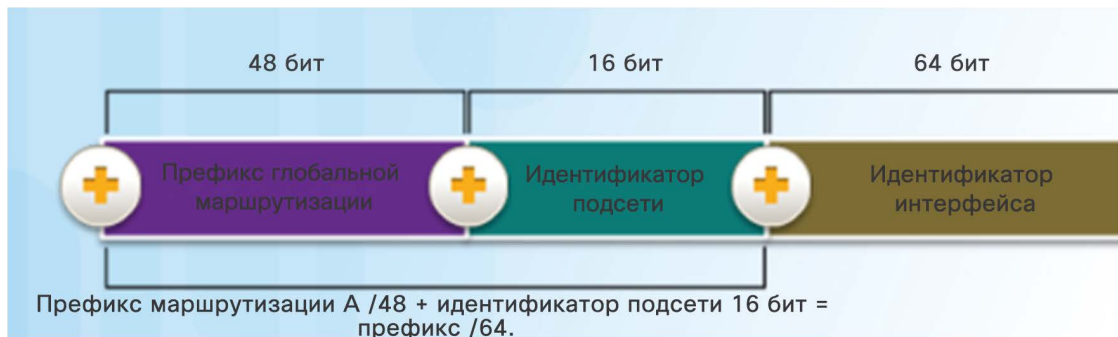 48 бит
16 бит
64 бит
Префикс глобальной
маршрутизации
Идентификатор
подсети
Идентификатор
интерфейса
Префикс маршрутизации А /48 + идентификатор подсети 16 бит =
префикс /64.